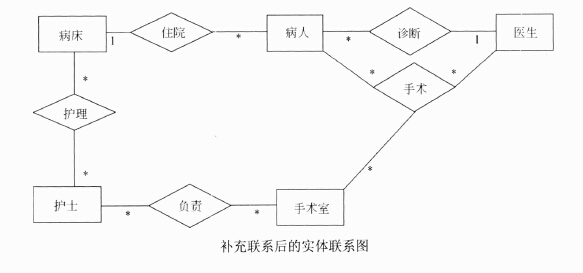 病床 1 住院 * 病人 * 诊断 1 医生
* * 手术 *
护理
* *
护士 * 负责 * 手术室
补充联系后的实体联系图